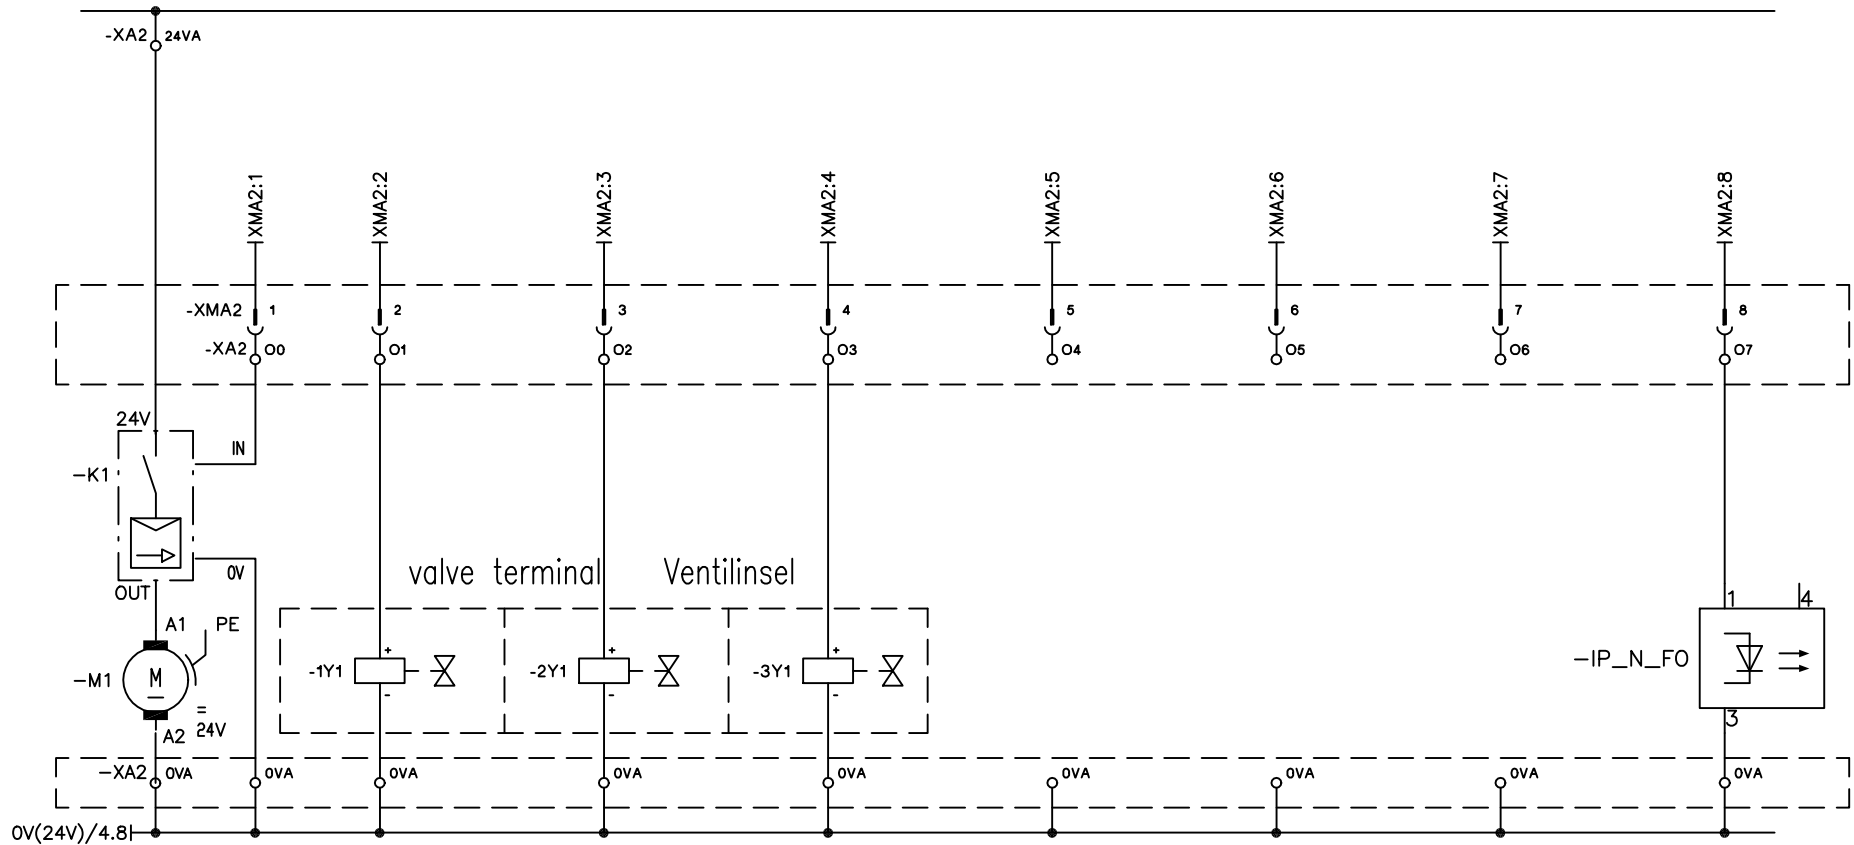 -XA2 24VA
XMA2:1 XMA2:2 XMA2:3 XMA2:4 XMA2:5 XMA2:6 XMA2:7 XMA2:8
-XMA2 1 2 3 4 5 6 7 8
-XA2 O0 O1 O2 O3 O4 O5 O6 O7
24V
IN
-K1
0V
OUT
valve terminal Ventilinsel
A1 PE
1 4
+ + +
-M1 M -1Y1 -2Y1 -3Y1 -IP_N_FO
- - -
=
24V
A2
3
-XA2 0VA 0VA 0VA 0VA 0VA 0VA 0VA 0VA 0VA
0V(24V)/4.8